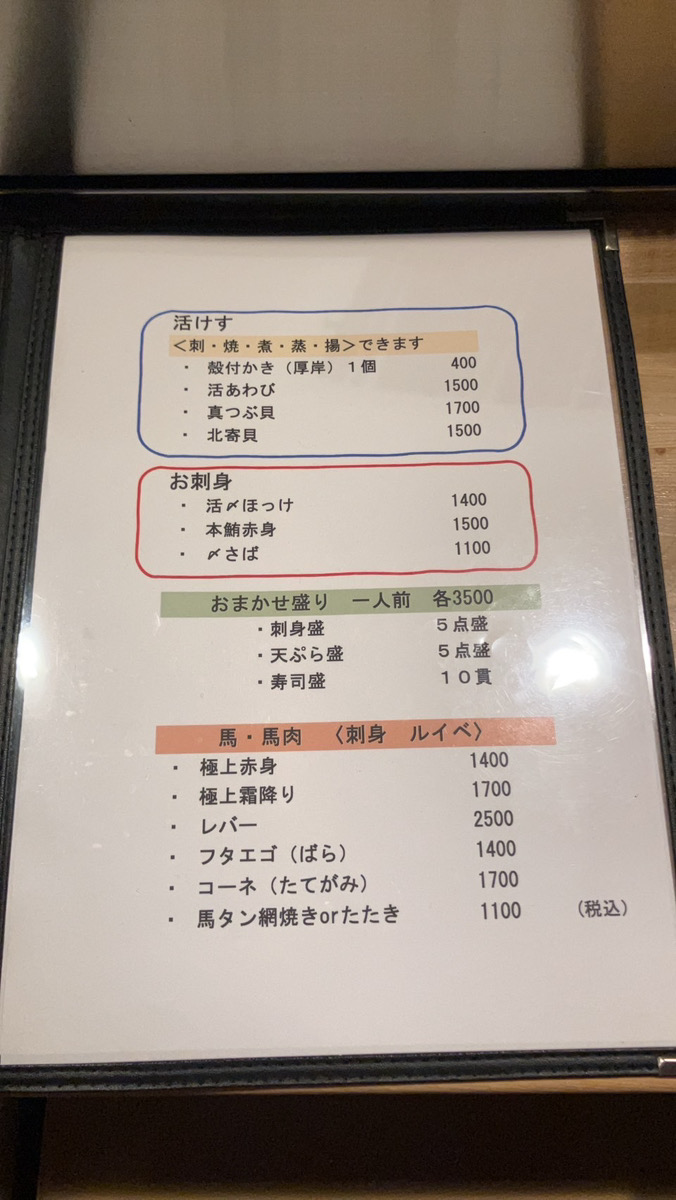 活けす
＜刺・焼・煮・蒸・揚＞できます
・ 殻付かき（厚岸）１個 400
・ 活あわび 1500
・ 真つぶ貝 1700
・ 北寄貝 1500
お刺身
・ 活〆ほっけ 1400
・ 本鮪赤身 1500
・ 〆さば 1100
おまかせ盛り 一人前 各3500
・刺身盛 ５点盛
・天ぷら盛 ５点盛
・寿司盛 １０貫
馬・馬肉 〈刺身 ルイベ〉
・ 極上赤身 1400
・ 極上霜降り 1700
・ レバー 2500
・ フタエゴ（ばら） 1400
・ コーネ（たてがみ） 1700
・ 馬タン網焼きorたたき 1100 （税込）